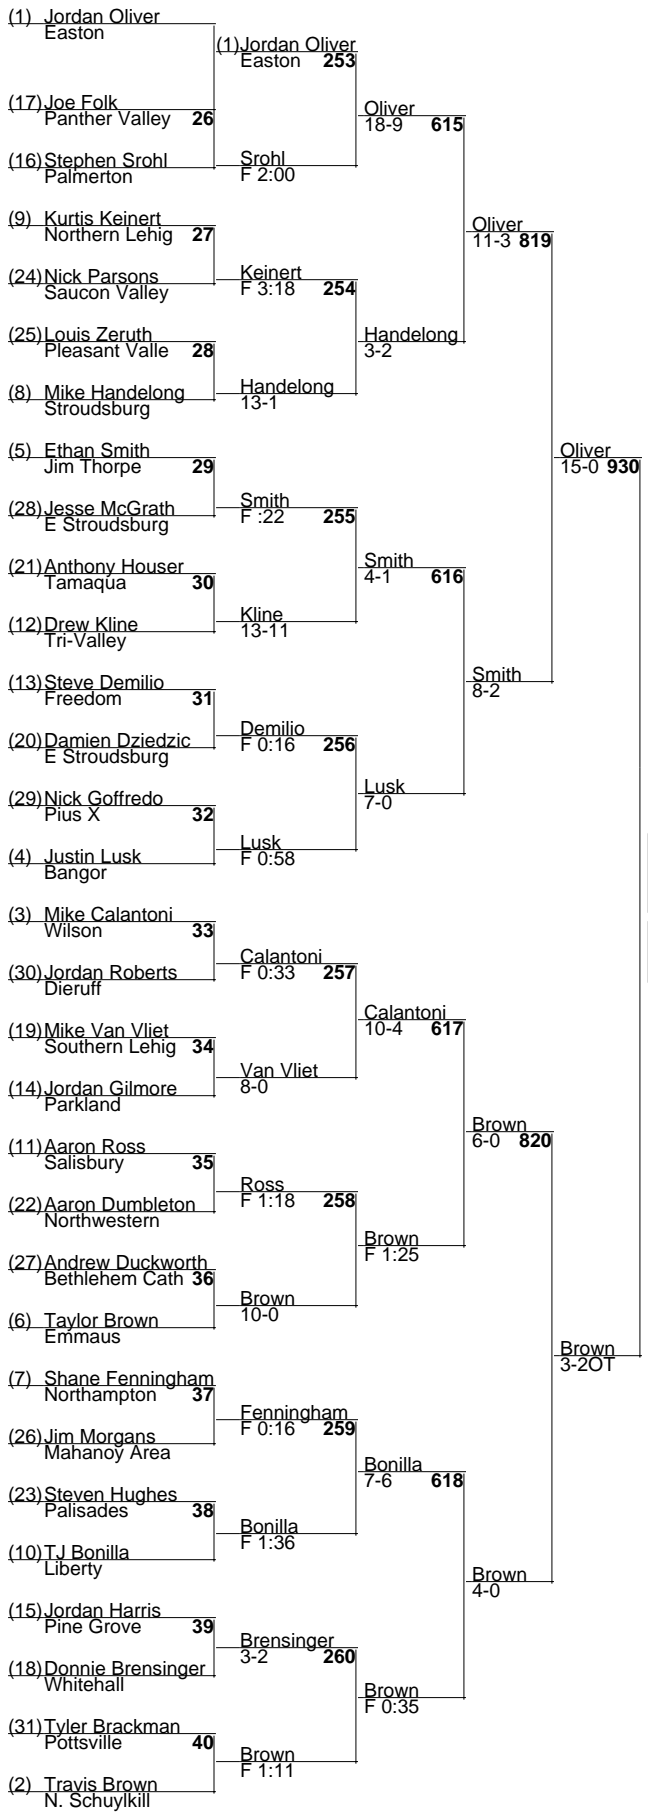 (1) Jordan Oliver
Easton
(17) Joe Folk
Panther Valley 26
(16) Stephen Srohl
Palmerton
(9) Kurtis Keinert
Northern Lehig 27
(24) Nick Parsons
Saucon Valley
(25) Louis Zeruth
Pleasant Valle 28
(8) Mike Handelong
Stroudsburg
(5) Ethan Smith
Jim Thorpe 29
(28) Jesse McGrath
E Stroudsburg
(21) Anthony Houser
Tamaqua 30
(12) Drew Kline
Tri-Valley
(13) Steve Demilio
Freedom 31
(20) Damien Dziedzic
E Stroudsburg
(29) Nick Goffredo
Pius X 32
(4) Justin Lusk
Bangor
(3) Mike Calantoni
Wilson 33
(30) Jordan Roberts
Dieruff
(19) Mike Van Vliet
Southern Lehig 34
(14) Jordan Gilmore
Parkland
(11) Aaron Ross
Salisbury 35
(22) Aaron Dumbleton
Northwestern
(27) Andrew Duckworth
Bethlehem Cath 36
(6) Taylor Brown
Emmaus
(7) Shane Fenningham
Northampton 37
(26) Jim Morgans
Mahanoy Area
(23) Steven Hughes
Palisades 38
(10) TJ Bonilla
Liberty
(15) Jordan Harris
Pine Grove 39
(18) Donnie Brensinger
Whitehall
(31) Tyler Brackman
Pottsville 40
(2) Travis Brown
N. Schuylkill
(1) Jordan Oliver
Easton 253
Srohl
F 2:00
Keinert
F 3:18 254
Handelong
13-1
Smith
F :22 255
Kline
13-11
Demilio
F 0:16 256
Lusk
F 0:58
Calantoni
F 0:33 257
Van Vliet
8-0
Ross
F 1:18 258
Brown
10-0
Fenningham
F 0:16 259
Bonilla
F 1:36
Brensinger
3-2 260
Brown
F 1:11
Oliver
18-9 615
Handelong
3-2
Smith
4-1 616
Lusk
7-0
Calantoni
10-4 617
Brown
F 1:25
Bonilla
7-6 618
Brown
F 0:35
Oliver
11-3 819
Smith
8-2
Brown
6-0 820
Brown
4-0
Oliver
15-0 930
Brown
3-2OT